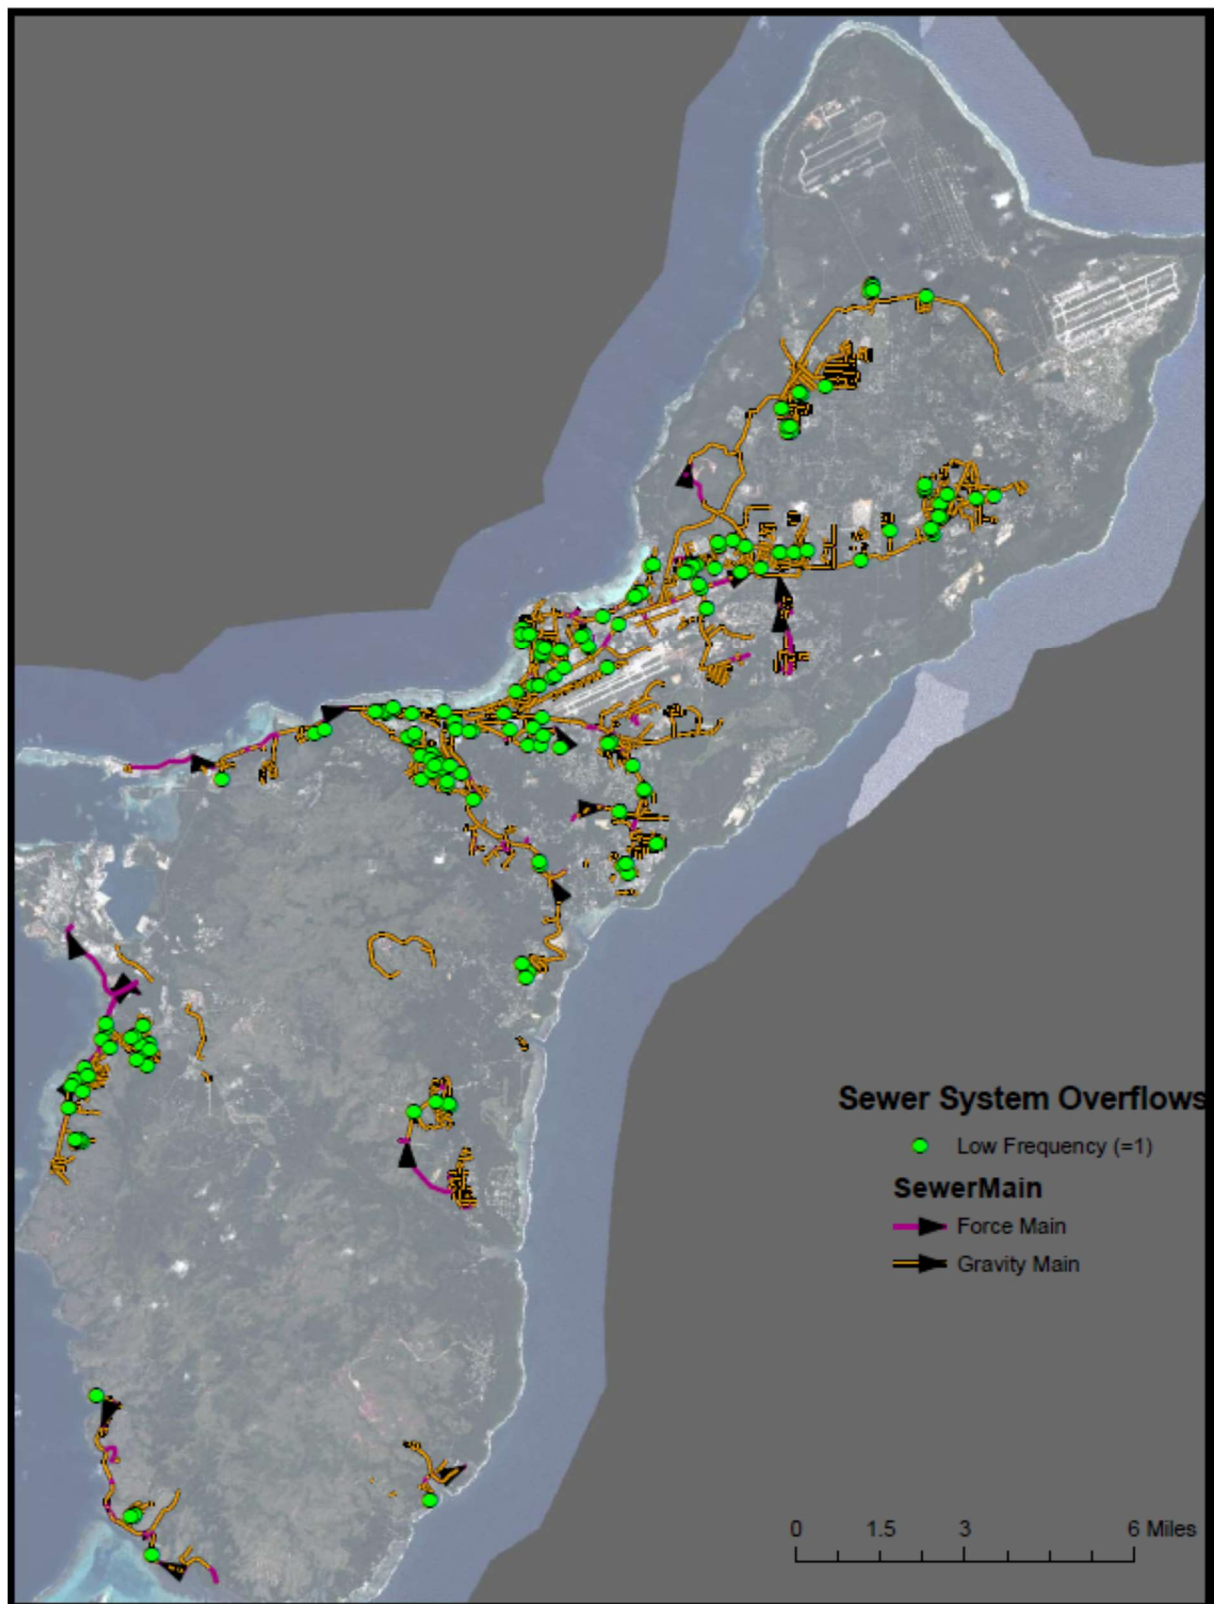 Sewer System Overflows
Low Frequency (=1)
SewerMain
Force Main
Gravity Main
0 1.5 3 6 Miles